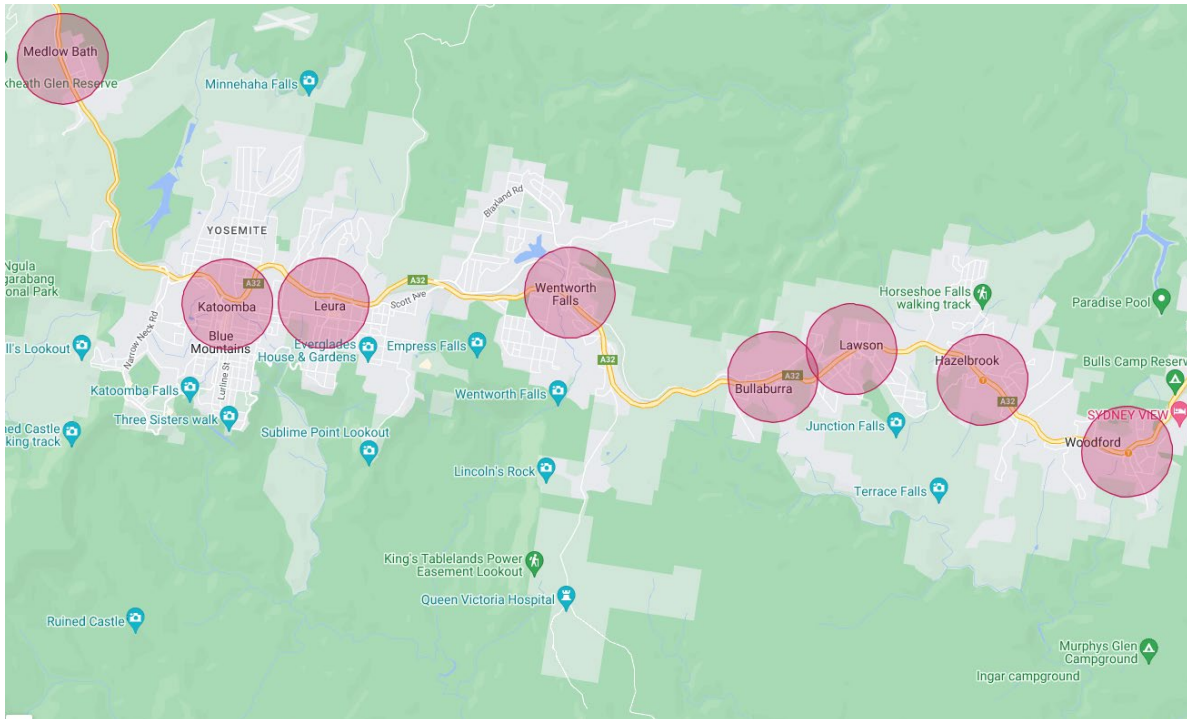 Medlow Bath
kheath Glen Reserve
Minnehaha Falls
Blaxland Rd
YOSEMITE
Ngula
garabang
onal Park
A32
Katoomba
Leura
Scott Ave
A32
Wentworth
Falls
Horseshoe Falls
walking track
Paradise Pool
Narrow Neck Rd
Blue
Mountains
ll's Lookout
Everglades
House & Gardens
Empress Falls
A32
Lawson
Hazelbrook
Bulls Camp Reserv
Lurline St
Katoomba Falls
Wentworth Falls
Bullaburra
A32
A32
Three Sisters walk
SYDNEY VIEW
ned Castle
king track
Sublime Point Lookout
Junction Falls
Woodford
Lincoln's Rock
Terrace Falls
King's Tablelands Power
Easement Lookout
Queen Victoria Hospital
Ruined Castle
Murphys Glen
Campground
Ingar campground